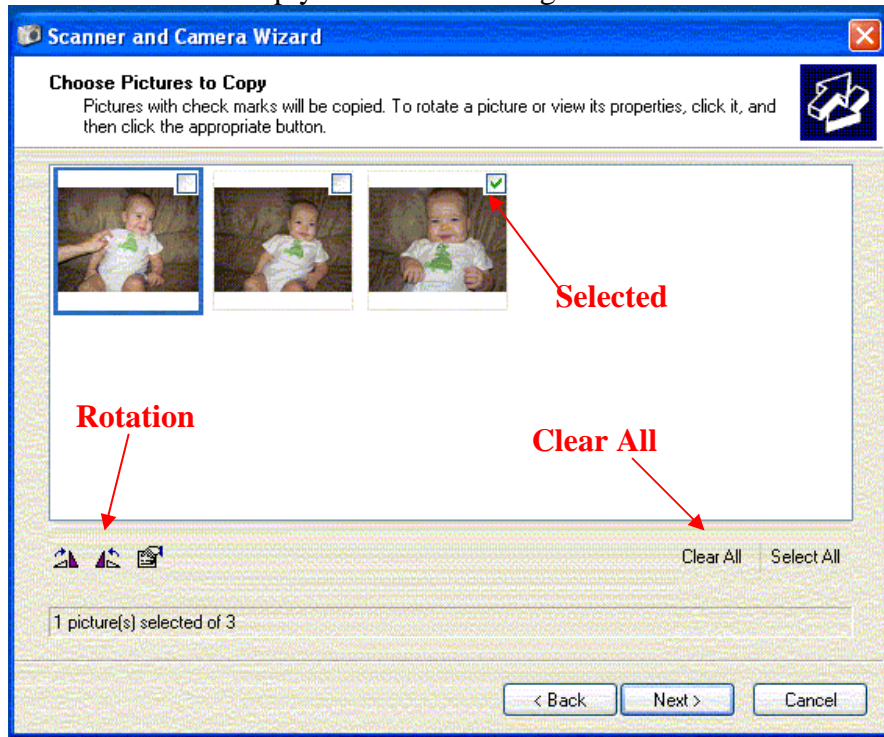 Scanner and Camera Wizard
Choose Pictures to Copy
Pictures with check marks will be copied. To rotate a picture or view its properties, click it, and
then click the appropriate button.
Selected
Rotation
Clear All
Clear All Select All
1 picture(s) selected of 3
< Back Next > Cancel